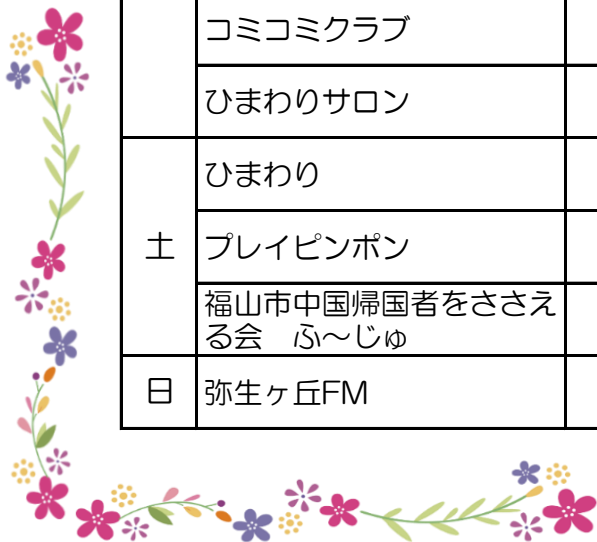 コミコミクラブ
ひまわりサロン
土
ひまわり
プレイピンポン
福山市中国帰国者をささえ
る会　ふ～じゅ
日
弥生ヶ丘FM